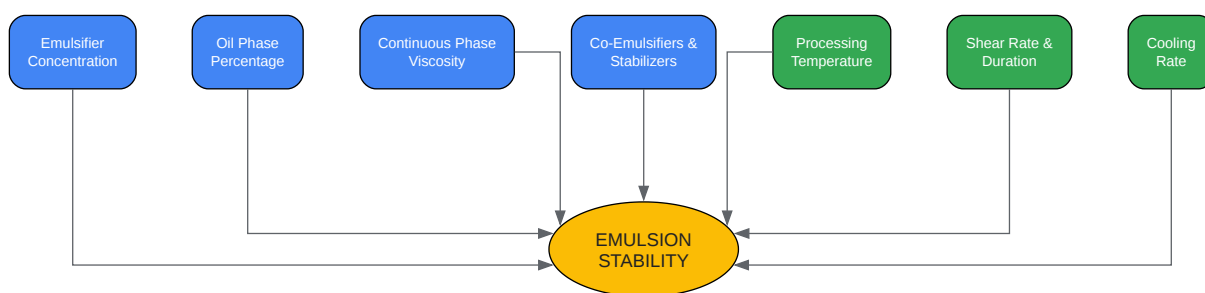 Emulsifier
Concentration
Oil Phase
Percentage
Continuous Phase
Viscosity
Co-Emulsifiers &
Stabilizers
Processing
Temperature
Shear Rate &
Duration
Cooling
Rate
EMULSION
STABILITY